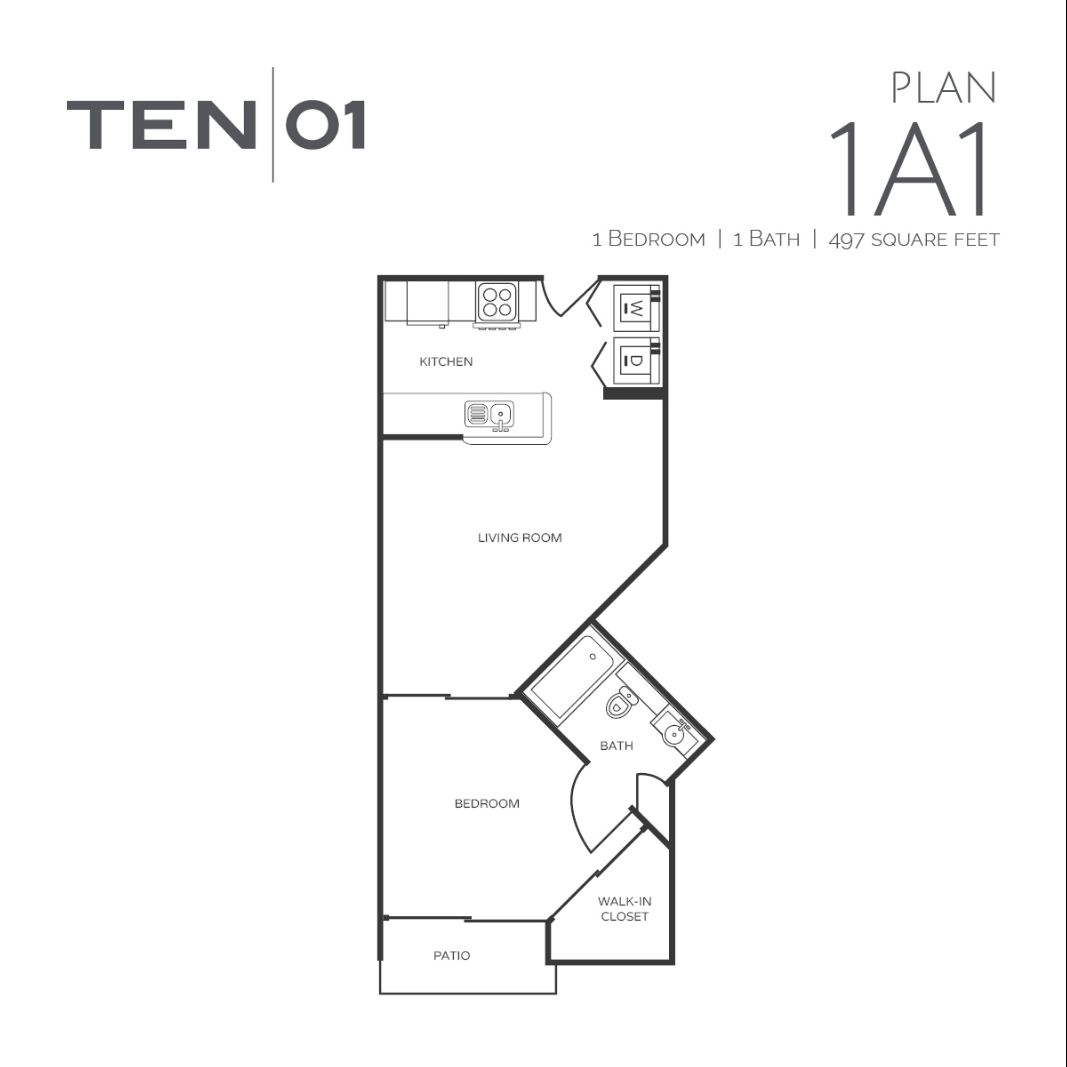 TEN|01
PLAN
1A1
1 BEDROOM | 1 BATH | 497 SQUARE FEET
W
D
KITCHEN
LIVING ROOM
BATH
BEDROOM
WALK-IN
CLOSET
PATIO